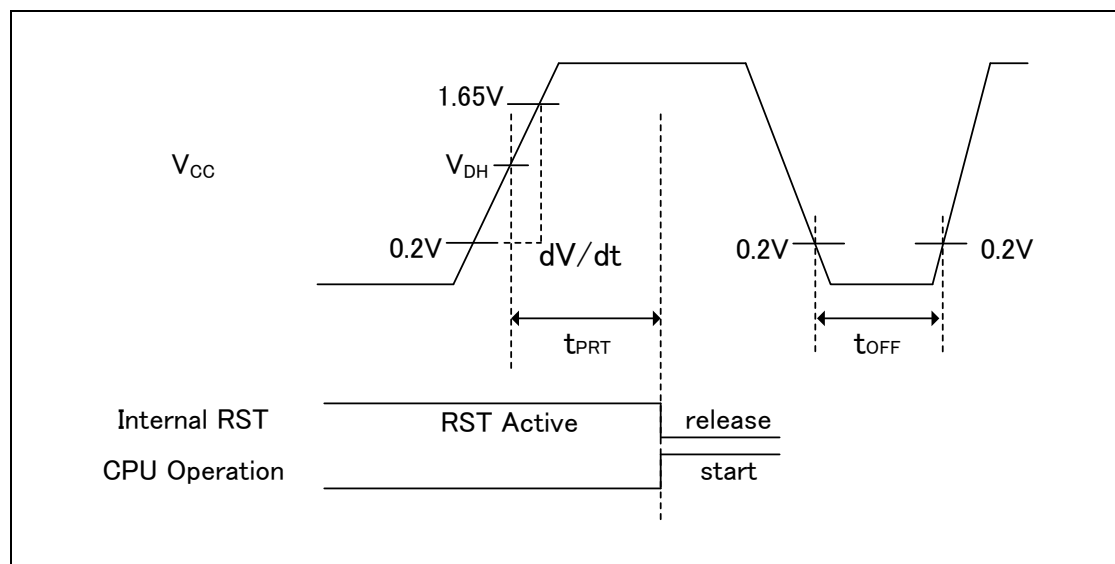 1.65V
VCC
VDH
0.2V
dV/dt
0.2V
0.2V
tPRT
tOFF
Internal RST
RST Active
release
CPU Operation
start